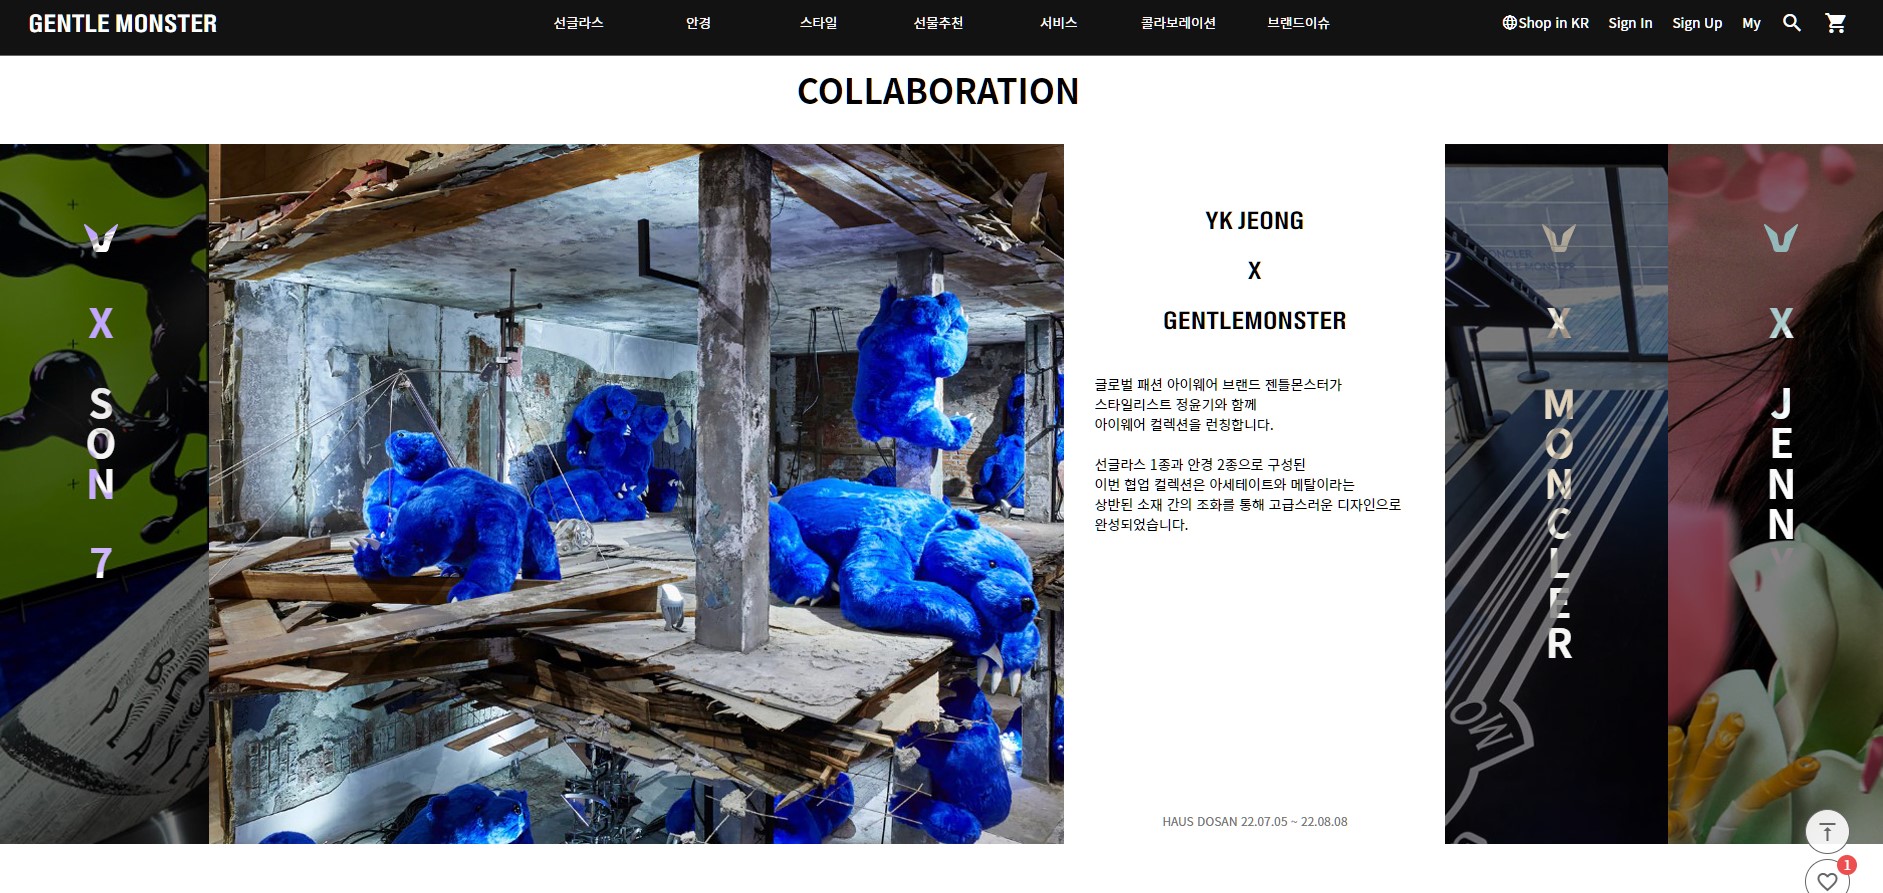 GENTLE MONSTER
선글라스 안경 스타일 선물추천 서비스 콜라보레이션 브랜드이슈
Shop in KR Sign In Sign Up My
COLLABORATION
X
SON
7
YK JEONG
X
GENTLEMONSTER
글로벌 패션 아이웨어 브랜드 젠틀몬스터가
스타일리스트 정윤기와 함께
아이웨어 컬렉션을 런칭합니다.
선글라스 1종과 안경 2종으로 구성된
이번 협업 컬렉션은 아세테이트와 메탈이라는
상반된 소재 간의 조화를 통해 고급스러운 디자인으로
완성되었습니다.
HAUS DOSAN 22.07.05 ~ 22.08.08
X
MONCLER
X
JENNY
1